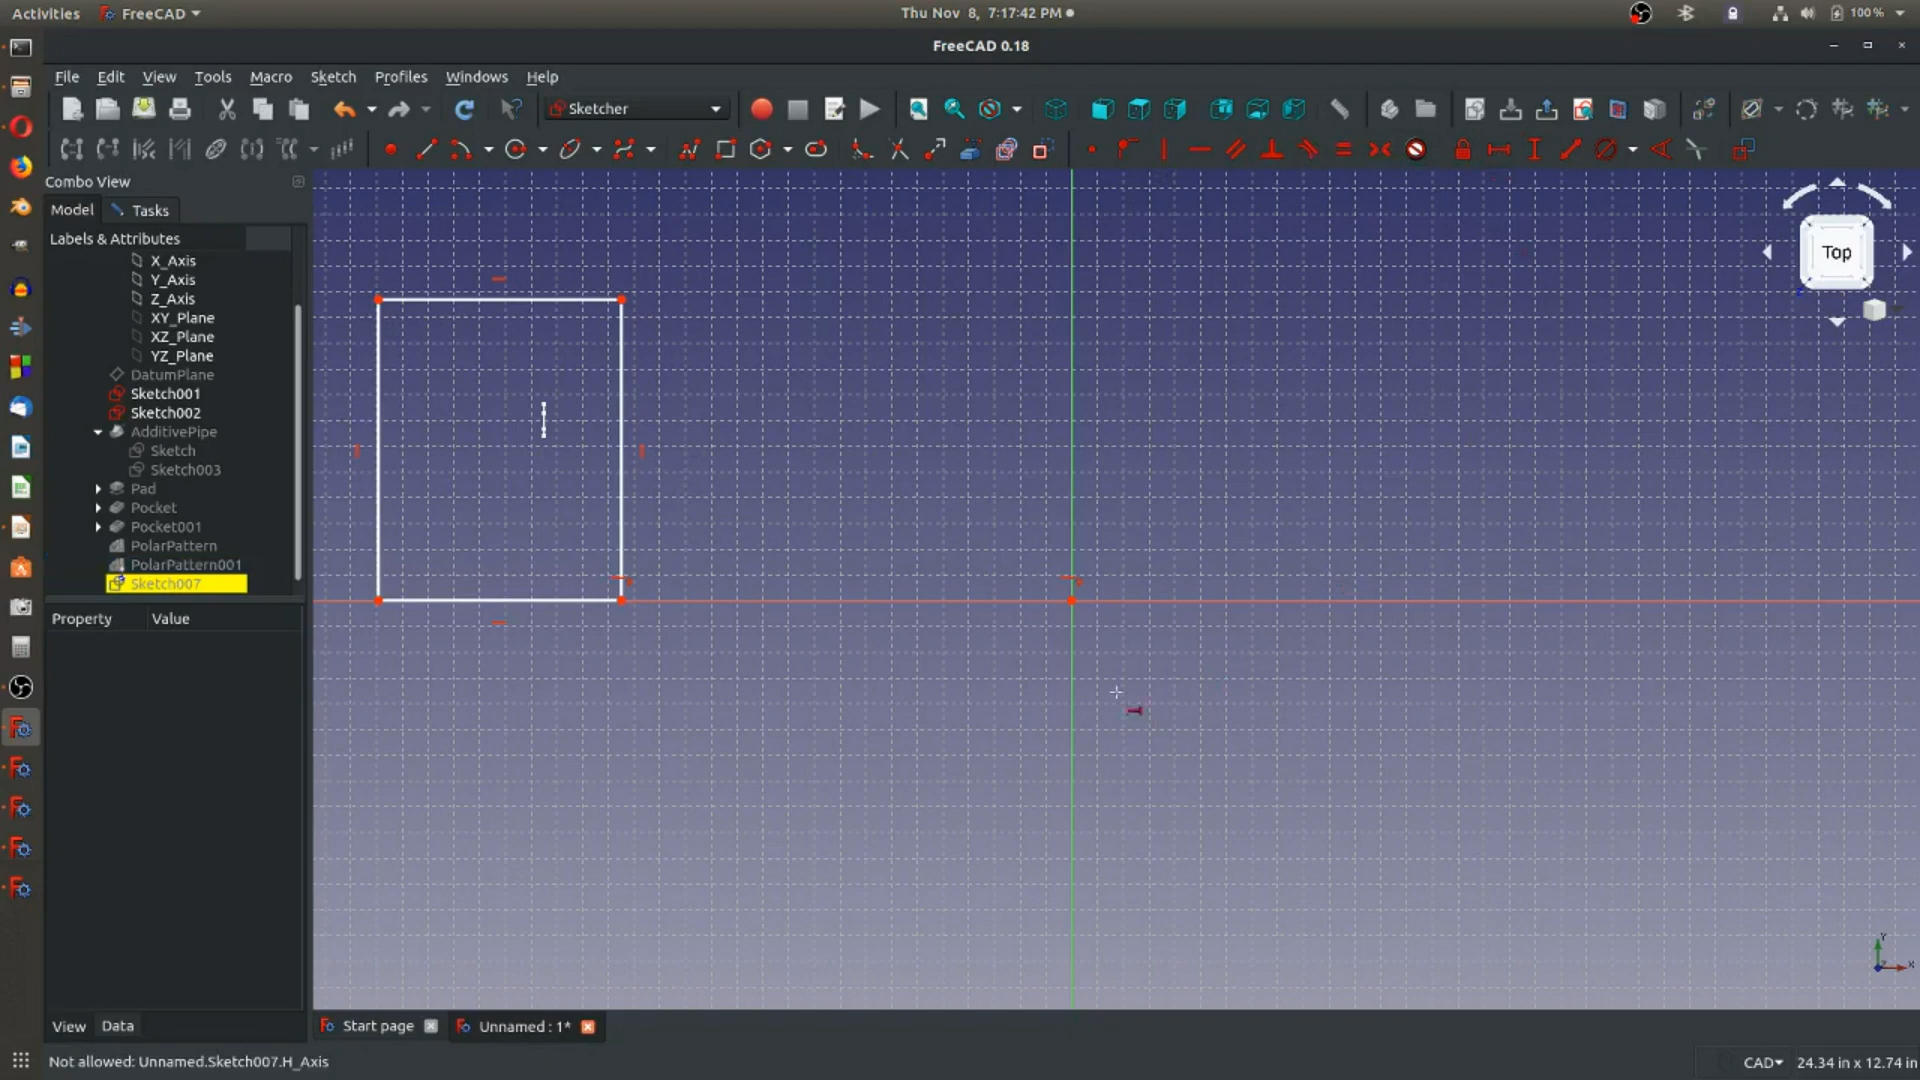 Activities FreeCAD Thu Nov 8, 7:17:42 PM 100%
FreeCAD 0.18
File Edit View Tools Macro Sketch Profiles Windows Help
Sketcher
Combo View
Model Tasks
Labels & Attributes
X_Axis
Y_Axis
Z_Axis
XY_Plane
XZ_Plane
YZ_Plane
DatumPlane
Sketch001
Sketch002
AdditivePipe
Sketch
Sketch003
Pad
Pocket
Pocket001
PolarPattern
PolarPattern001
Sketch007
Property Value
Top
Y
X
View Data
Start page Unnamed : 1*
Not allowed: Unnamed.Sketch007.H_Axis CAD 24.34 in x 12.74 in